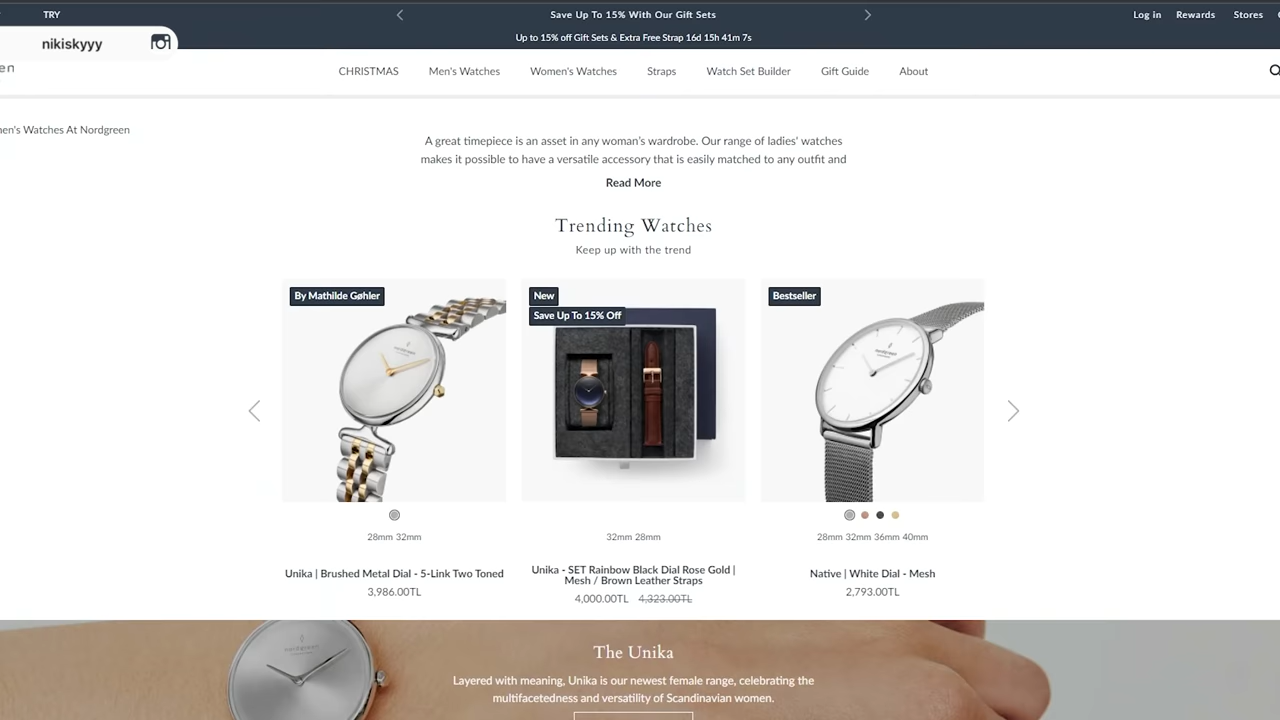 TRY
Save Up To 15% With Our Gift Sets
Log in Rewards Stores
nikiskyyy
Up to 15% off Gift Sets & Extra Free Strap 16d 15h 41m 7s
en
CHRISTMAS Men's Watches Women's Watches Straps Watch Set Builder Gift Guide About
en's Watches At Nordgreen
A great timepiece is an asset in any woman's wardrobe. Our range of ladies' watches
makes it possible to have a versatile accessory that is easily matched to any outfit and
Read More
Trending Watches
Keep up with the trend
By Mathilde Gøhler
New
Save Up To 15% Off
Bestseller
28mm 32mm
32mm 28mm
28mm 32mm 36mm 40mm
Unika | Brushed Metal Dial - 5-Link Two Toned
3,986.00TL
Unika - SET Rainbow Black Dial Rose Gold |
Mesh / Brown Leather Straps
4,000.00TL 4,323.00TL
Native | White Dial - Mesh
2,793.00TL
The Unika
Layered with meaning, Unika is our newest female range, celebrating the
multifacetedness and versatility of Scandinavian women.